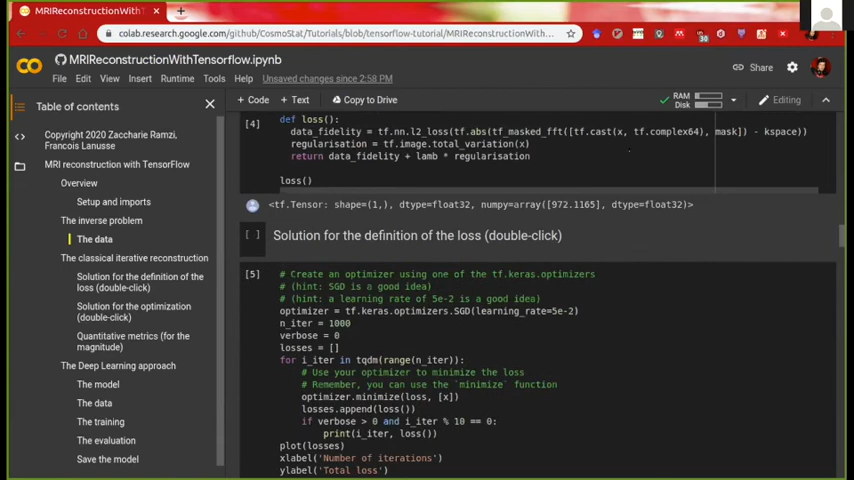 MRIReconstructionWithT
colab.research.google.com/github/CosmoStat/Tutorials/blob/tensorflow-tutorial/MRIReconstructionWithTensorflow.ip...
30
MRIReconstructionWithTensorflow.ipynb
Share
File Edit View Insert Runtime Tools Help Unsaved changes since 2:58 PM
Table of contents
+ Code + Text Copy to Drive
RAM
Disk
Editing
Copyright 2020 Zaccharie Ramzi,
Francois Lanusse
MRI reconstruction with TensorFlow
Overview
Setup and imports
The inverse problem
The data
The classical iterative reconstruction
Solution for the definition of the
loss (double-click)
Solution for the optimization
(double-click)
Quantitative metrics (for the
magnitude)
The Deep Learning approach
The model
The data
The training
The evaluation
Save the model
[4]
def loss():
data_fidelity = tf.nn.l2_loss(tf.abs(tf_masked_fft([tf.cast(x, tf.complex64), mask]) - kspace))
regularisation = tf.image.total_variation(x)
return data_fidelity + lamb * regularisation
loss()
<tf.Tensor: shape=(1,), dtype=float32, numpy=array([972.1165], dtype=float32)>
[ ] Solution for the definition of the loss (double-click)
[5]
# Create an optimizer using one of the tf.keras.optimizers
# (hint: SGD is a good idea)
# (hint: a learning rate of 5e-2 is a good idea)
optimizer = tf.keras.optimizers.SGD(learning_rate=5e-2)
n_iter = 1000
verbose = 0
losses = []
for i_iter in tqdm(range(n_iter)):
# Use your optimizer to minimize the loss
# Remember, you can use the `minimize` function
optimizer.minimize(loss, [x])
losses.append(loss())
if verbose > 0 and i_iter % 10 == 0:
print(i_iter, loss())
plot(losses)
xlabel('Number of iterations')
ylabel('Total loss')